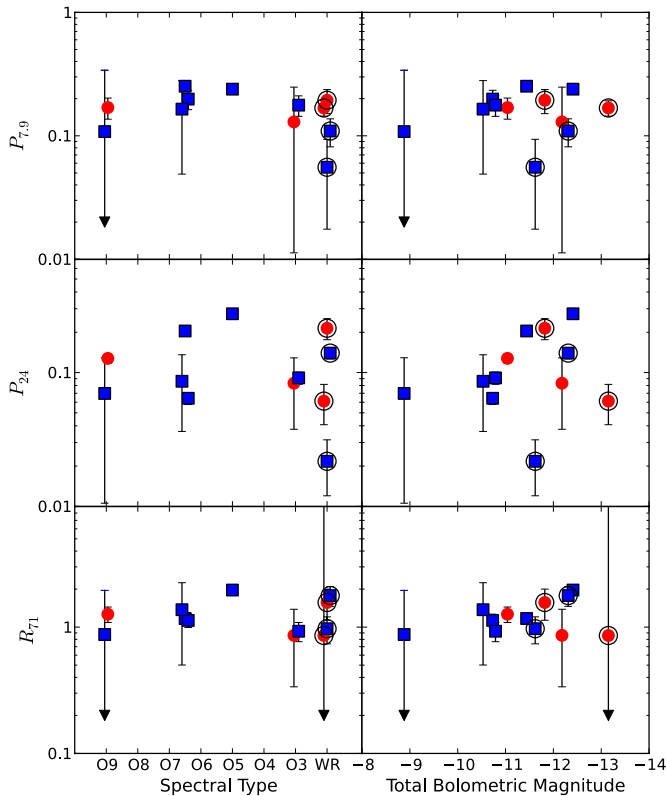 1
0.1
0.01
P7.9
0.1
0.01
P24
1
0.1
R71
O9 O8 O7 O6 O5 O4 O3 WR
Spectral Type
−8 −9 −10 −11 −12 −13 −14
Total Bolometric Magnitude